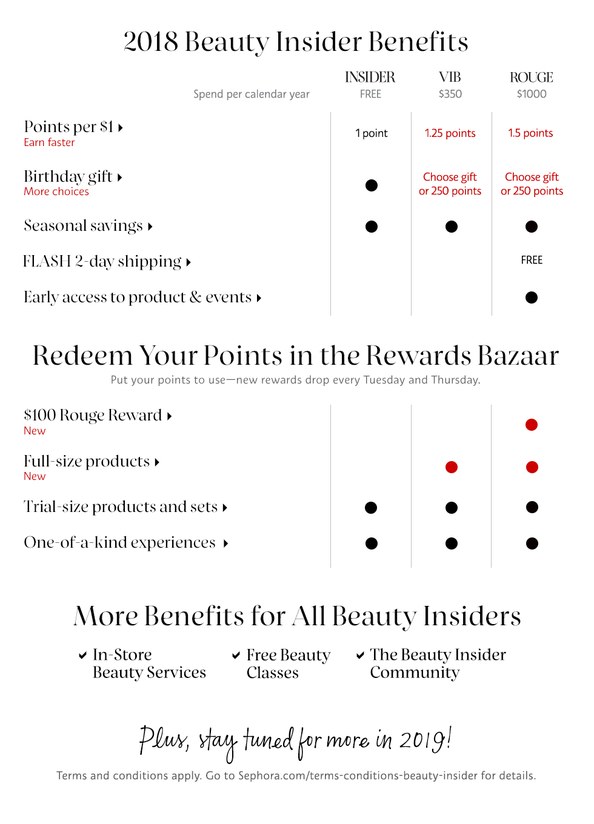 2018 Beauty Insider Benefits
INSIDER VIB ROUGE
Spend per calendar year FREE $350 $1000
Points per $1 1 point 1.25 points 1.5 points
Earn faster
Birthday gift Choose gift Choose gift
More choices or 250 points or 250 points
Seasonal savings
FLASH 2-day shipping FREE
Early access to product & events
Redeem Your Points in the Rewards Bazaar
Put your points to use—new rewards drop every Tuesday and Thursday.
$100 Rouge Reward
New
Full-size products
New
Trial-size products and sets
One-of-a-kind experiences
More Benefits for All Beauty Insiders
In-Store Free Beauty The Beauty Insider
Beauty Services Classes Community
Plus, stay tuned for more in 2019!
Terms and conditions apply. Go to Sephora.com/terms-conditions-beauty-insider for details.